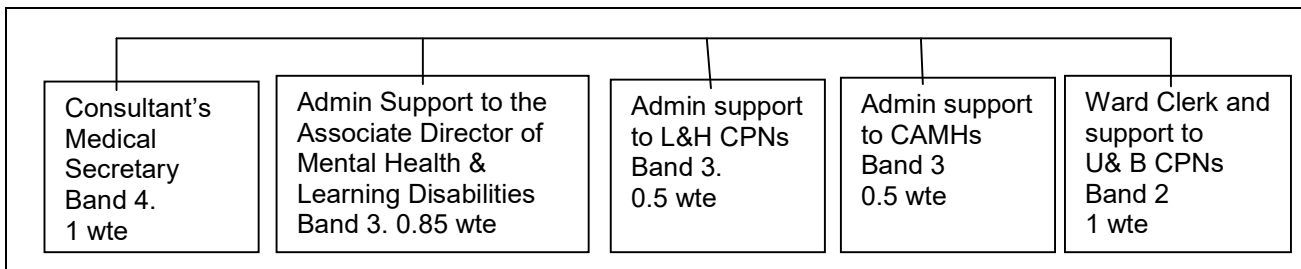 Consultant's
Medical
Secretary
Band 4.
1 wte
Admin Support to the
Associate Director of
Mental Health &
Learning Disabilities
Band 3. 0.85 wte
Admin support
to L&H CPNs
Band 3.
0.5 wte
Admin support
to CAMHs
Band 3
0.5 wte
Ward Clerk and
support to
U& B CPNs
Band 2
1 wte